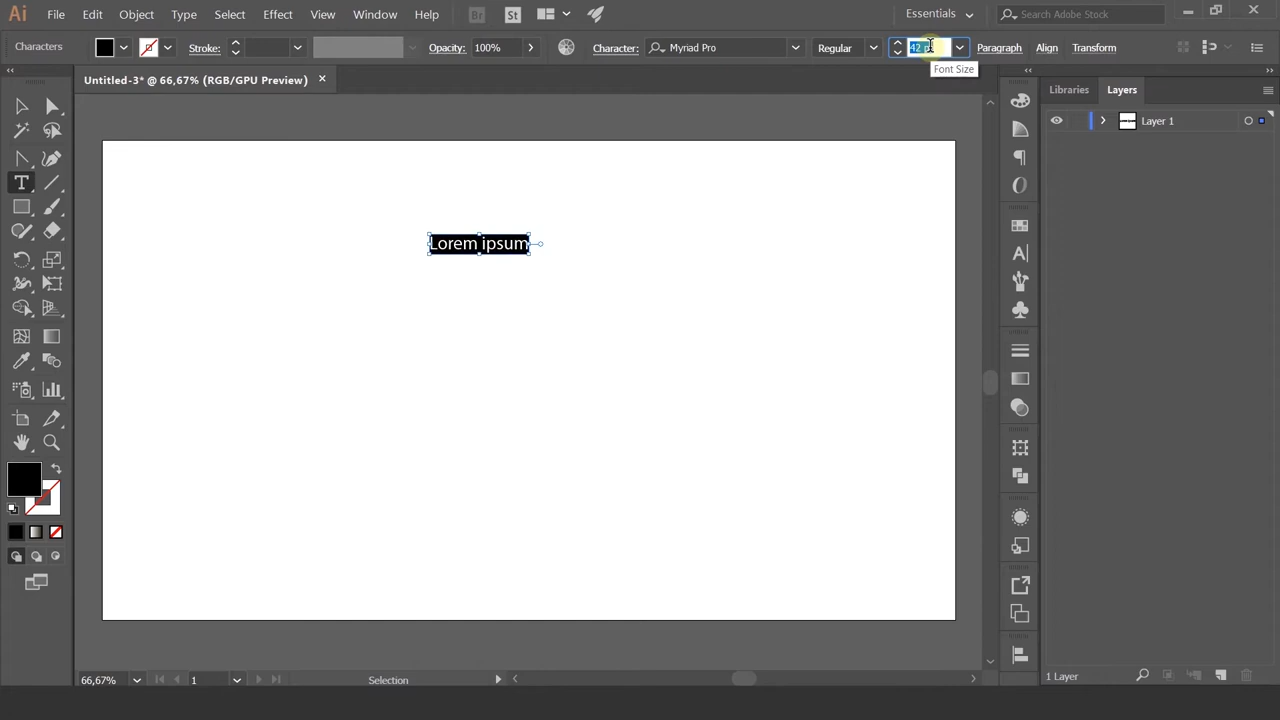 Ai File Edit Object Type Select Effect View Window Help Br St Essentials Search Adobe Stock
Characters Stroke: Opacity: 100% Character: Myriad Pro Regular 42 Paragraph Align Transform
Font Size
Untitled-3* @ 66,67% (RGB/GPU Preview)
Libraries Layers
Layer 1
Lorem ipsum
66,67% 1 Selection
1 Layer